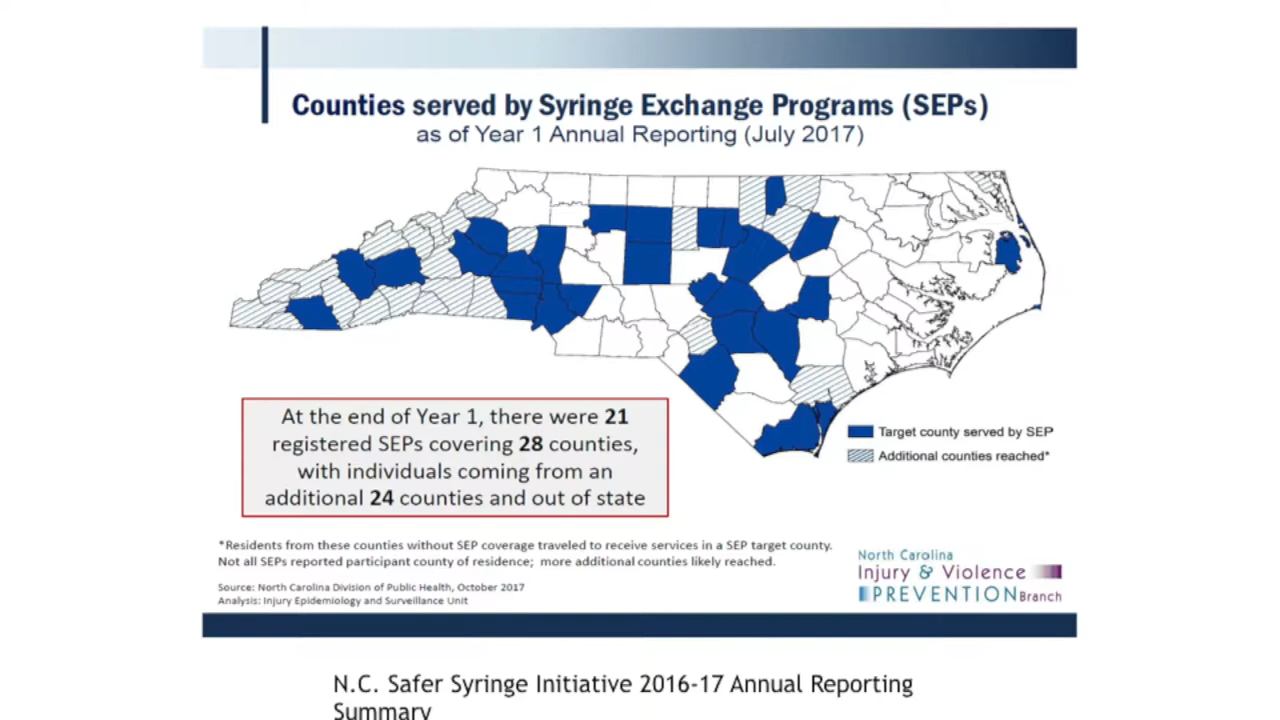 Counties served by Syringe Exchange Programs (SEPs)
as of Year 1 Annual Reporting (July 2017)
At the end of Year 1, there were 21
registered SEPs covering 28 counties,
with individuals coming from an
additional 24 counties and out of state
Target county served by SEP
Additional counties reached*
*Residents from these counties without SEP coverage traveled to receive services in a SEP target county.
Not all SEPs reported participant county of residence; more additional counties likely reached.
Source: North Carolina Division of Public Health, October 2017
Analysis: Injury Epidemiology and Surveillance Unit
North Carolina
Injury & Violence
PREVENTION Branch
N.C. Safer Syringe Initiative 2016-17 Annual Reporting
Summary